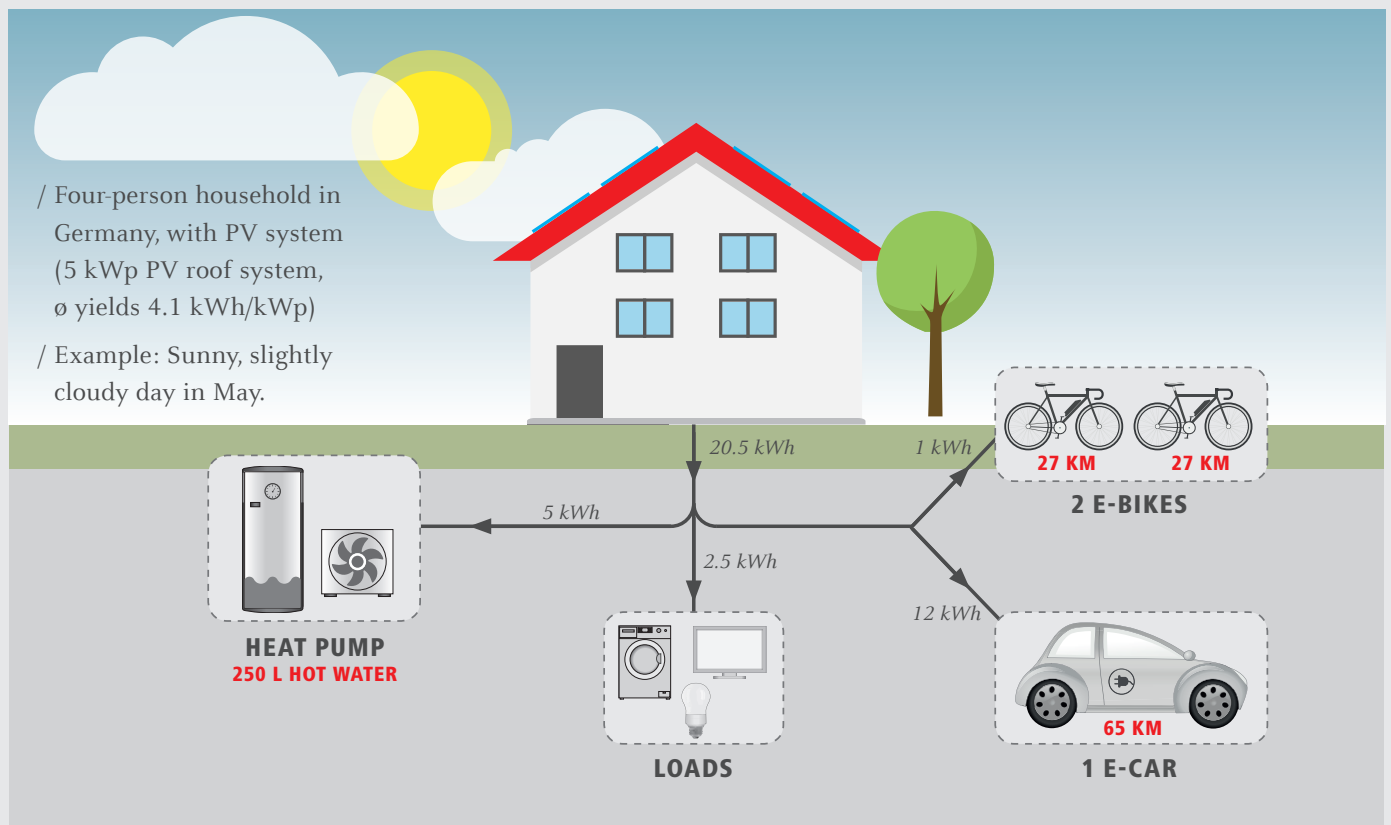 / Four-person household in
Germany, with PV system
(5 kWp PV roof system,
ø yields 4.1 kWh/kWp)
/ Example: Sunny, slightly
cloudy day in May.
20.5 kWh
1 kWh
27 KM
27 KM
2 E-BIKES
5 kWh
2.5 kWh
12 kWh
HEAT PUMP
250 L HOT WATER
LOADS
65 KM
1 E-CAR